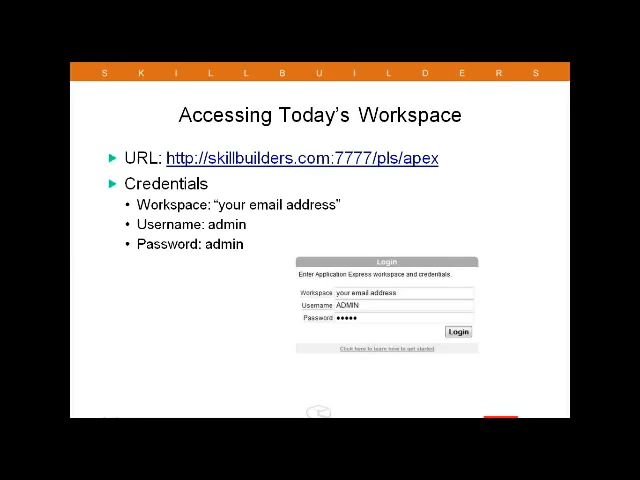 S K I L L B U I L D E R S
Accessing Today's Workspace
URL: http://skillbuilders.com:7777/pls/apex
Credentials
• Workspace: “your email address”
• Username: admin
• Password: admin
Login
Enter Application Express workspace and credentials.
Workspace your email address
Username ADMIN
Password •••••
Login
Click here to learn how to get started